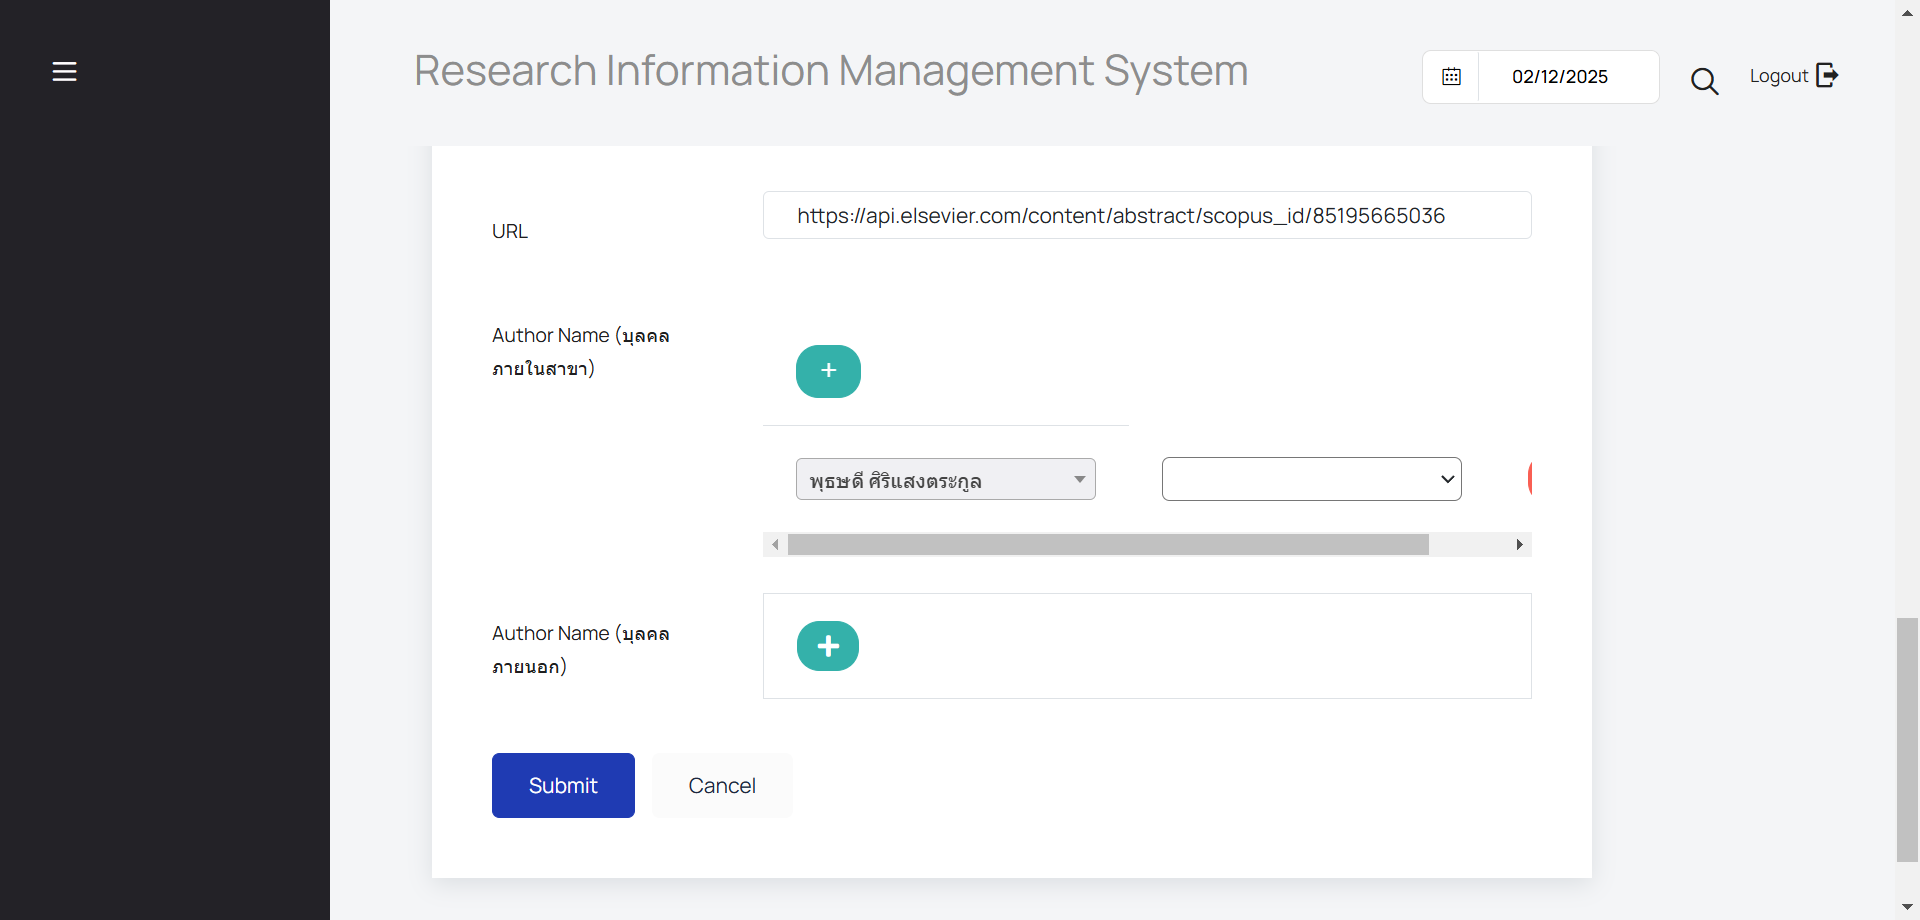 Research Information Management System
02/12/2025
Logout
URL
https://api.elsevier.com/content/abstract/scopus_id/85195665036
Author Name (บุคคล
ภายในสาขา)
+
พุธษดี ศิริแสงตระกูล
Author Name (บุคคล
ภายนอก)
+
Submit
Cancel